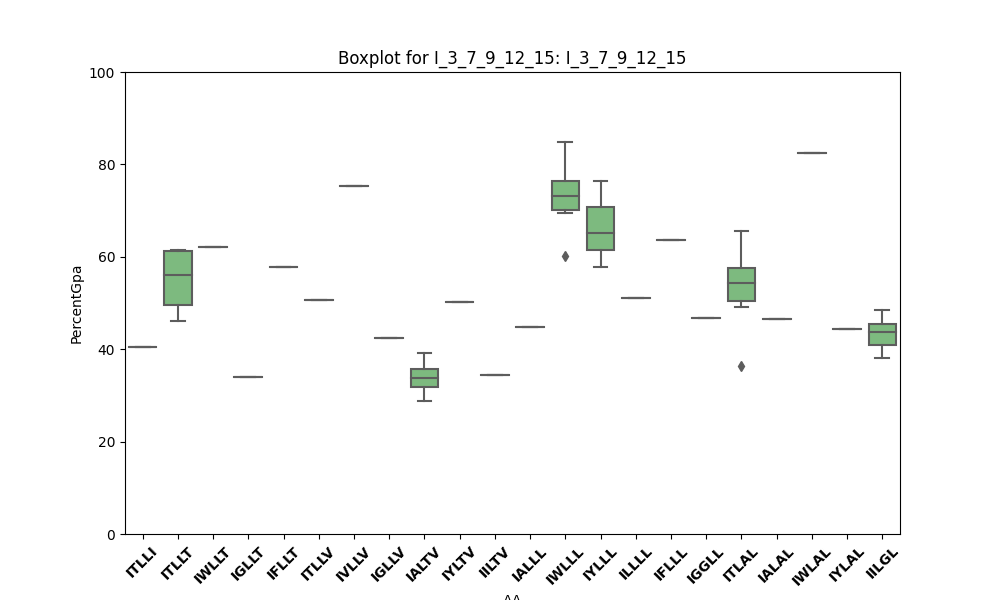 Boxplot for I_3_7_9_12_15: I_3_7_9_12_15
100
80
60
40
20
0
PercentGpa
ITLLI
ITLLT
IWLLT
IGLLT
IFLLT
ITLLV
IVLLV
IGLLV
IALTV
IYLTV
IILTV
IALLL
IWLLL
IYLLL
ILLLL
IFLLL
IGGLL
ITLAL
IALAL
IWLAL
IYLAL
IILGL
AA